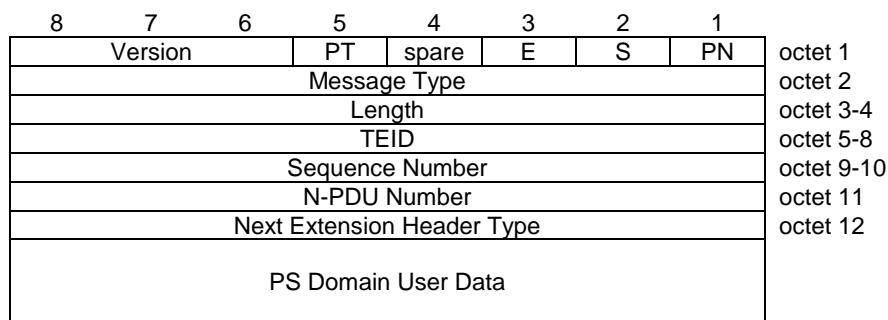 8 7 6 5 4 3 2 1
Version PT spare E S PN octet 1
Message Type octet 2
Length octet 3-4
TEID octet 5-8
Sequence Number octet 9-10
N-PDU Number octet 11
Next Extension Header Type octet 12
PS Domain User Data